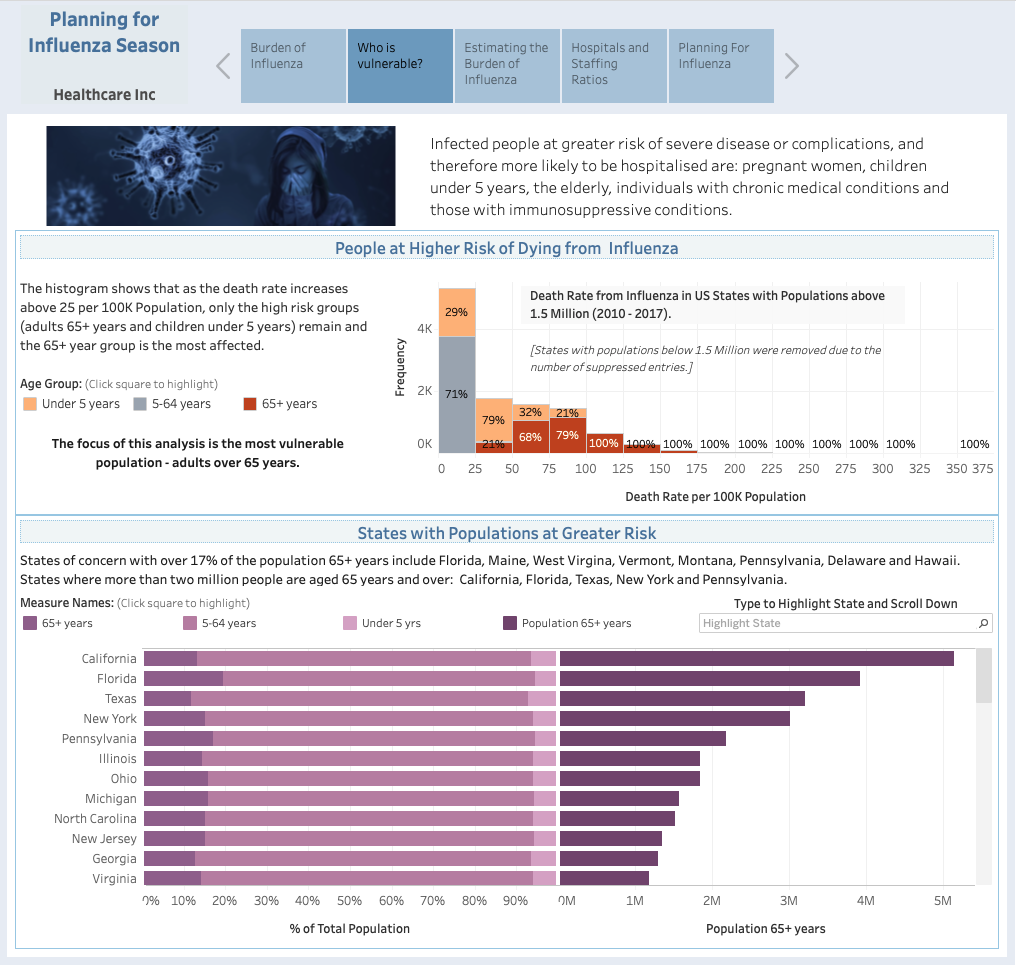 Planning for
Influenza Season
Healthcare Inc
Burden of
Influenza
Who is
vulnerable?
Estimating the
Burden of
Influenza
Hospitals and
Staffing
Ratios
Planning For
Influenza
Infected people at greater risk of severe disease or complications, and
therefore more likely to be hospitalised are: pregnant women, children
under 5 years, the elderly, individuals with chronic medical conditions and
those with immunosuppressive conditions.
People at Higher Risk of Dying from Influenza
The histogram shows that as the death rate increases
above 25 per 100K Population, only the high risk groups
(adults 65+ years and children under 5 years) remain and
the 65+ year group is the most affected.
Age Group: (Click square to highlight)
Under 5 years 5-64 years 65+ years
The focus of this analysis is the most vulnerable
population - adults over 65 years.
Death Rate from Influenza in US States with Populations above
1.5 Million (2010 - 2017).
[States with populations below 1.5 Million were removed due to the
number of suppressed entries.]
Frequency
4K
2K
0K
29%
71%
79%
21%
32%
68%
21%
79%
100% 100% 100% 100% 100% 100% 100% 100% 100% 100%
0 25 50 75 100 125 150 175 200 225 250 275 300 325 350 375
Death Rate per 100K Population
States with Populations at Greater Risk
States of concern with over 17% of the population 65+ years include Florida, Maine, West Virgina, Vermont, Montana, Pennsylvania, Delaware and Hawaii.
States where more than two million people are aged 65 years and over: California, Florida, Texas, New York and Pennsylvania.
Measure Names: (Click square to highlight)
65+ years 5-64 years Under 5 yrs Population 65+ years
Type to Highlight State and Scroll Down
Highlight State
California
Florida
Texas
New York
Pennsylvania
Illinois
Ohio
Michigan
North Carolina
New Jersey
Georgia
Virginia
0% 10% 20% 30% 40% 50% 60% 70% 80% 90% 0M 1M 2M 3M 4M 5M
% of Total Population
Population 65+ years